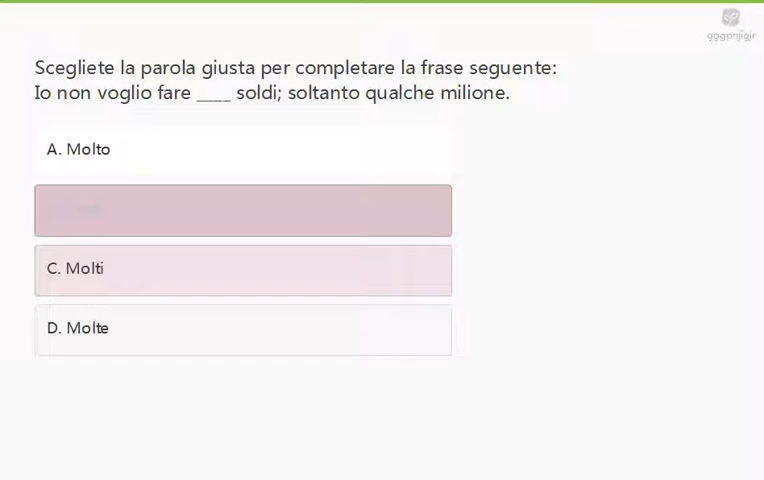 Scegliete la parola giusta per completare la frase seguente:
Io non voglio fare ____ soldi; soltanto qualche milione.
A. Molto
C. Molti
D. Molte